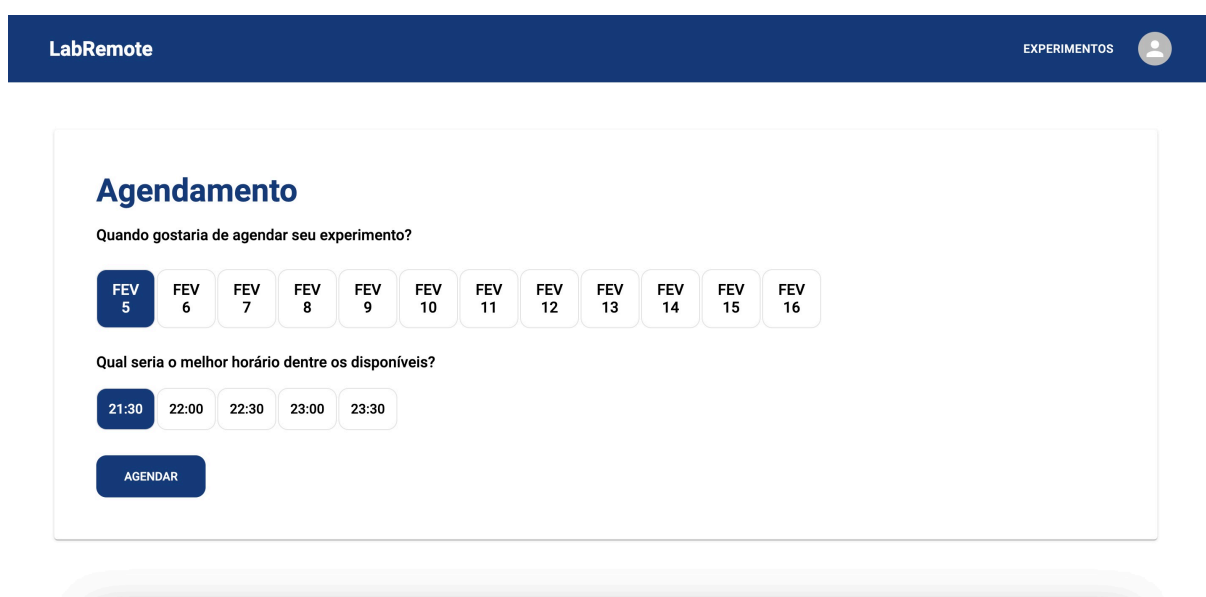 LabRemote EXPERIMENTOS
Agendamento
Quando gostaria de agendar seu experimento?
FEV FEV FEV FEV FEV FEV FEV FEV FEV FEV FEV FEV
5 6 7 8 9 10 11 12 13 14 15 16
Qual seria o melhor horário dentre os disponíveis?
21:30 22:00 22:30 23:00 23:30
AGENDAR